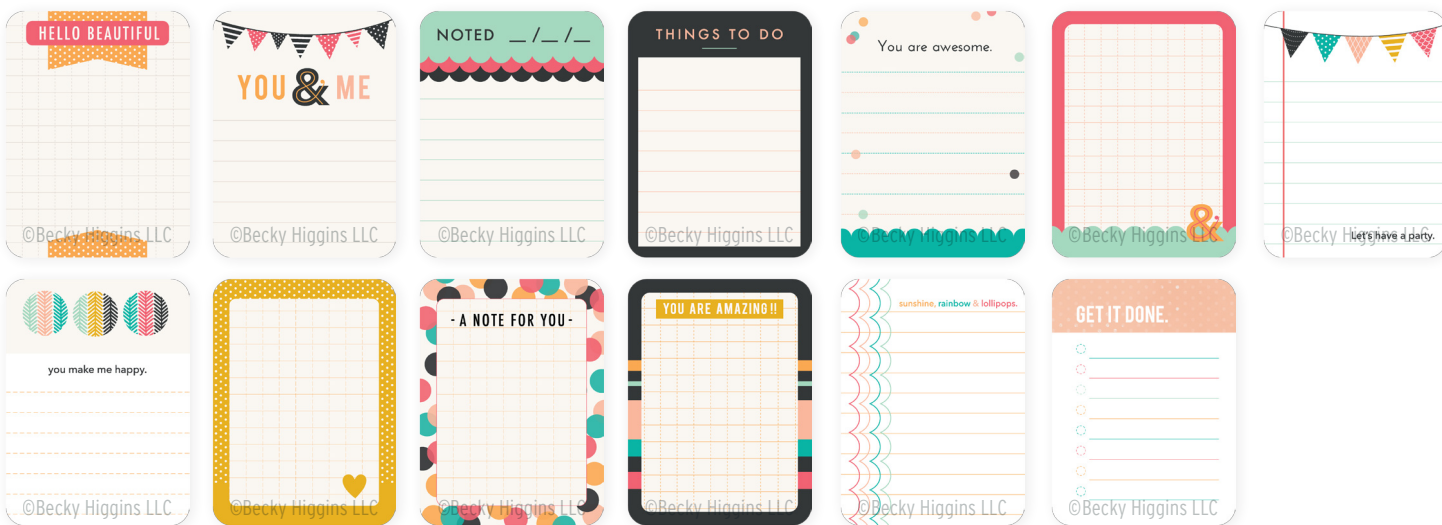 HELLO BEAUTIFUL
©Becky Higgins LLC
YOU & ME
©Becky Higgins LLC
NOTED __/__/__
©Becky Higgins LLC
THINGS TO DO
©Becky Higgins LLC
You are awesome.
©Becky Higgins LLC
&
©Becky Higgins LLC
Let's have a party.
©Becky Higgins LLC
you make me happy.
©Becky Higgins LLC
©Becky Higgins LLC
- A NOTE FOR YOU -
©Becky Higgins LLC
YOU ARE AMAZING!!
©Becky Higgins LLC
sunshine, rainbow & lollipops.
©Becky Higgins LLC
GET IT DONE.
©Becky Higgins LLC